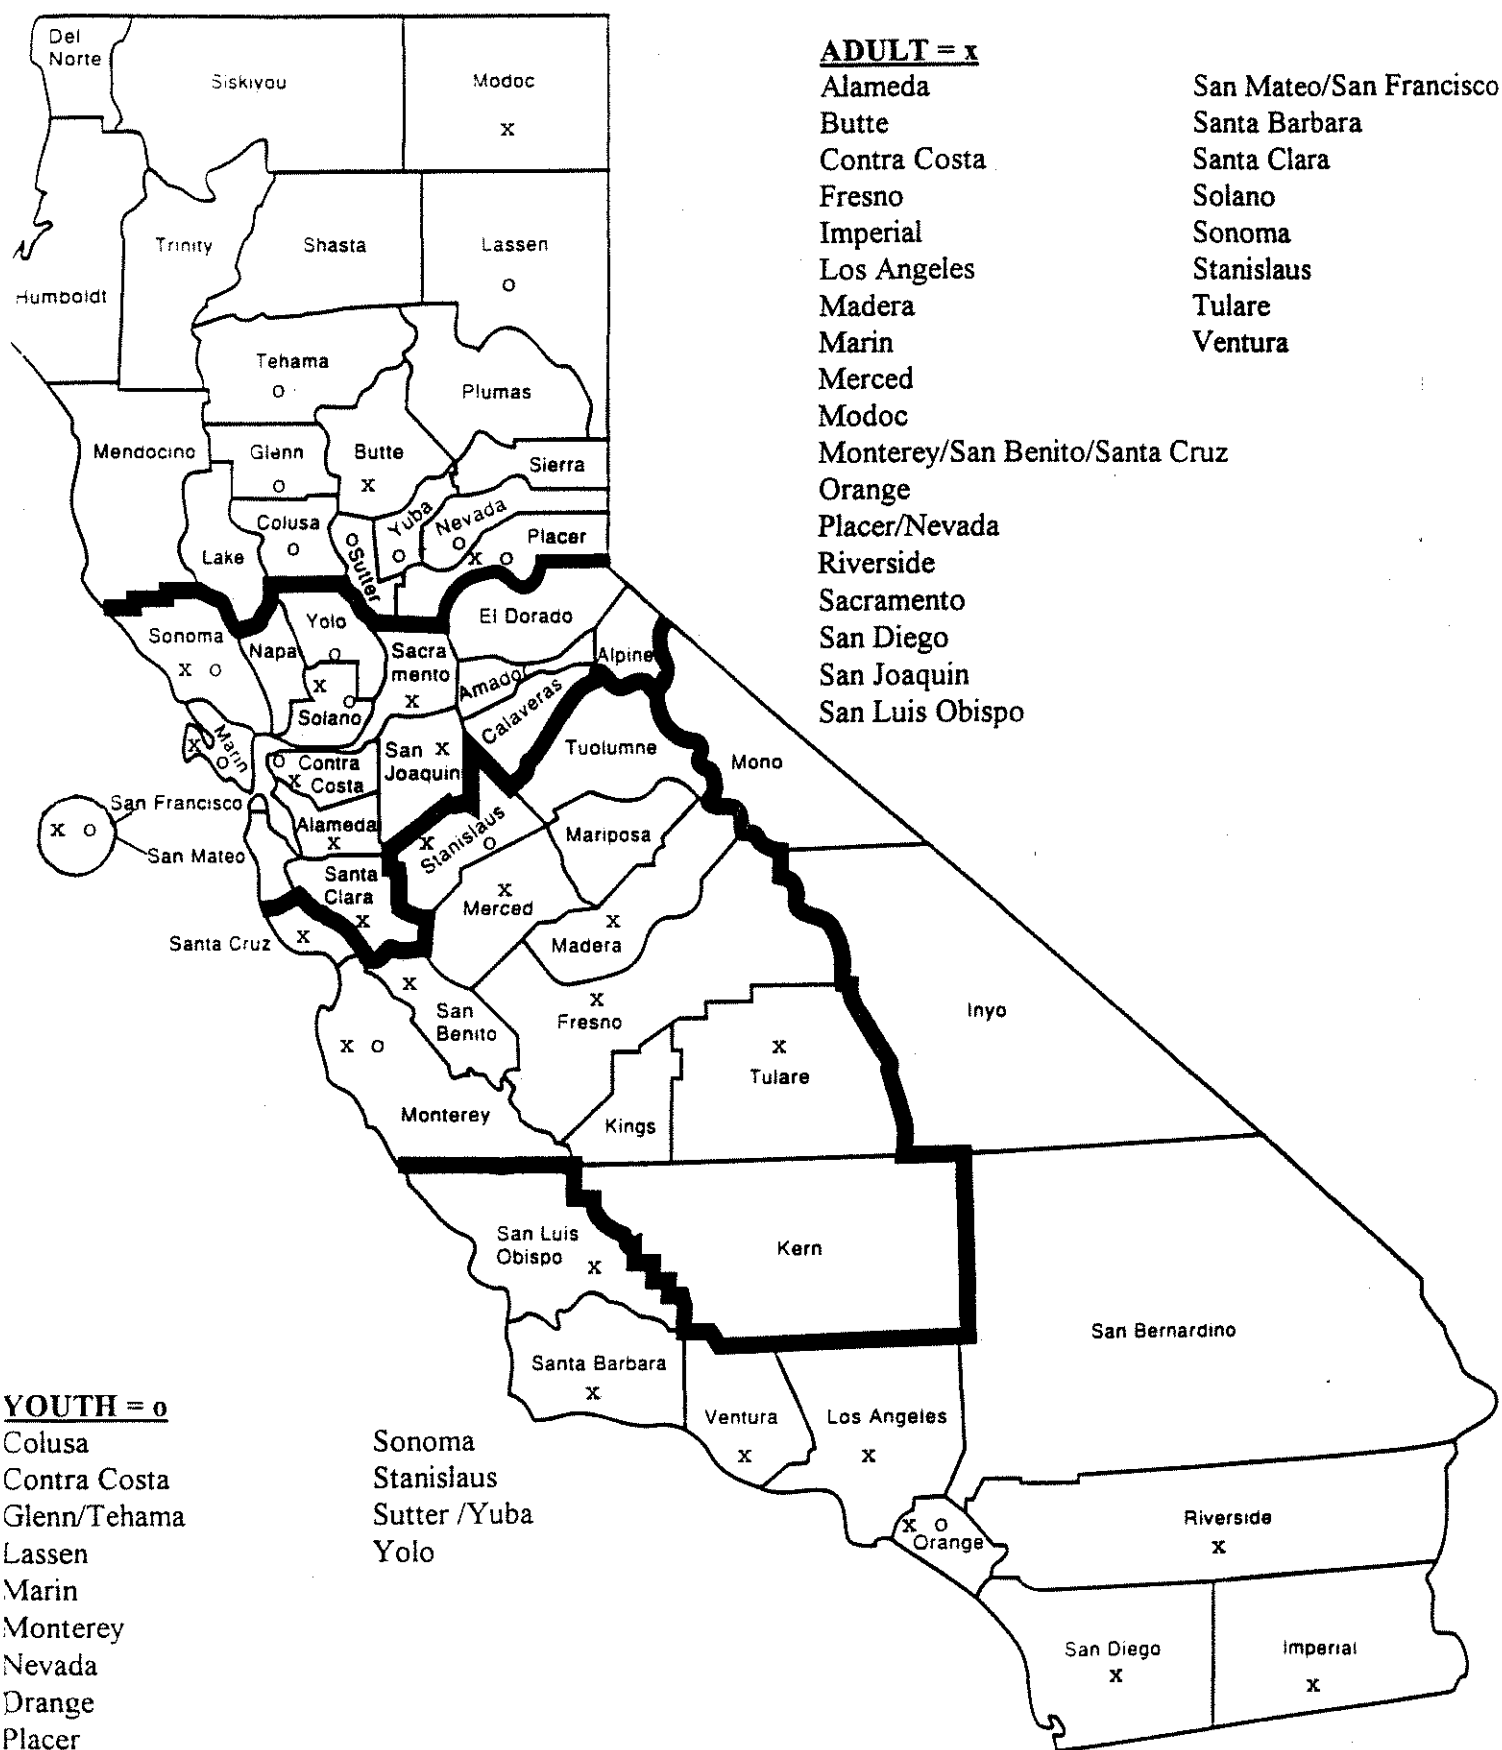 Del
Norte
Siskiyou
Modoc
x
Trinity
Shasta
Lassen
o
Humboldt
Tehama
o
Plumas
Mendocino
Glenn
o
Butte
x
Sierra
Colusa
o
o
Sutter
Yuba
o
Nevada
o
Placer
x o
Lake
El Dorado
Sonoma
x o
Napa
Yolo
o
Sacra
mento
x
Alpine
Amado
Calaveras
x
o
Solano
Marin
x
o
o
Contra
x Costa
San x
Joaquin
Tuolumne
Mono
San Francisco
x o
San Mateo
Alameda
x
x
Stanislaus
o
Mariposa
Santa
Clara
x
x
Merced
x
Madera
Santa Cruz
x
x
San
Benito
x
Fresno
Inyo
x o
Monterey
x
Tulare
Kings
San Luis
Obispo x
Kern
San Bernardino
Santa Barbara
x
Ventura
x
Los Angeles
x
x o
Orange
Riverside
x
San Diego
x
Imperial
x
ADULT = x
Alameda
Butte
Contra Costa
Fresno
Imperial
Los Angeles
Madera
Marin
Merced
Modoc
Monterey/San Benito/Santa Cruz
Orange
Placer/Nevada
Riverside
Sacramento
San Diego
San Joaquin
San Luis Obispo
San Mateo/San Francisco
Santa Barbara
Santa Clara
Solano
Sonoma
Stanislaus
Tulare
Ventura
YOUTH = o
Colusa
Contra Costa
Glenn/Tehama
Lassen
Marin
Monterey
Nevada
Orange
Placer
Sonoma
Stanislaus
Sutter /Yuba
Yolo